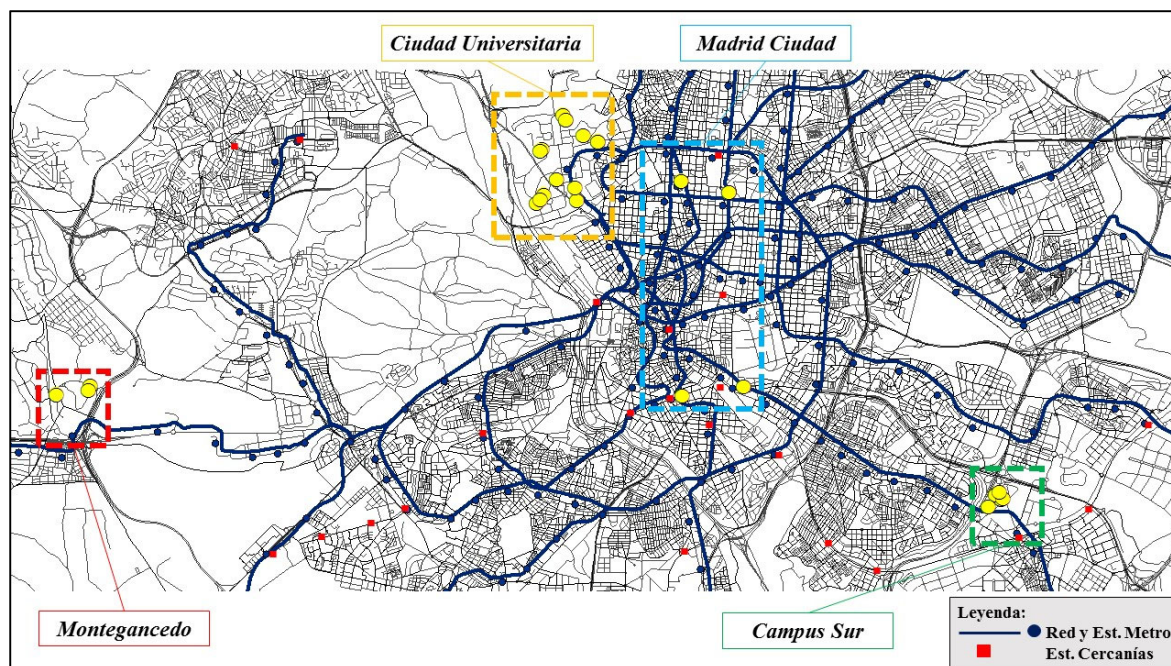 Ciudad Universitaria
Madrid Ciudad
Montegancedo
Campus Sur
Leyenda:
Red y Est. Metro
Est. Cercanías